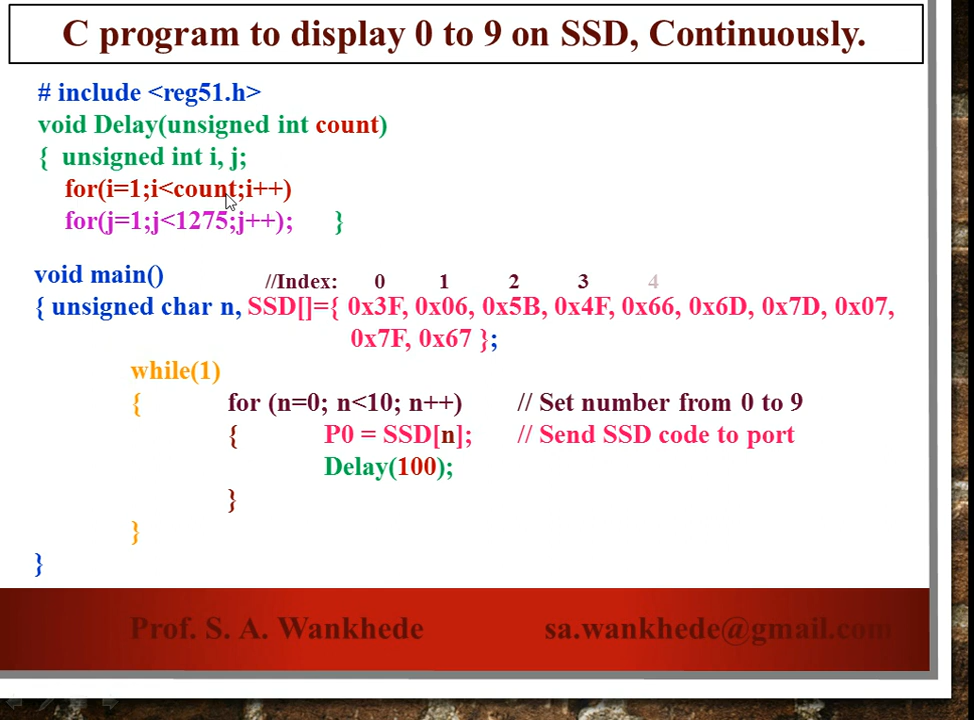 C program to display 0 to 9 on SSD, Continuously.
# include <reg51.h>
void Delay(unsigned int count)
{ unsigned int i, j;
for(i=1;i<count;i++)
for(j=1;j<1275;j++); }
void main()
//Index: 0 1 2 3 4
{ unsigned char n, SSD[]={ 0x3F, 0x06, 0x5B, 0x4F, 0x66, 0x6D, 0x7D, 0x07,
0x7F, 0x67 };
while(1)
{ for (n=0; n<10; n++) // Set number from 0 to 9
{ P0 = SSD[n]; // Send SSD code to port
Delay(100);
}
}
}
Prof. S. A. Wankhede sa.wankhede@gmail.com